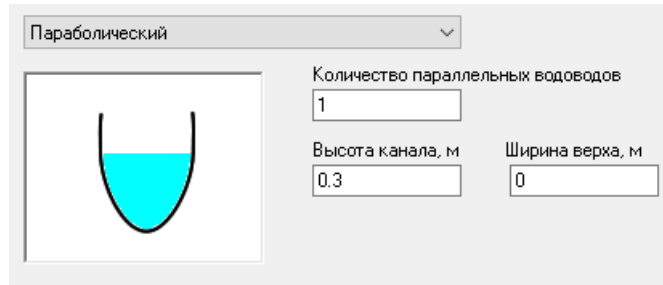 Параболический
Количество параллельных водоводов
1
Высота канала, м
Ширина верха, м
0.3
0